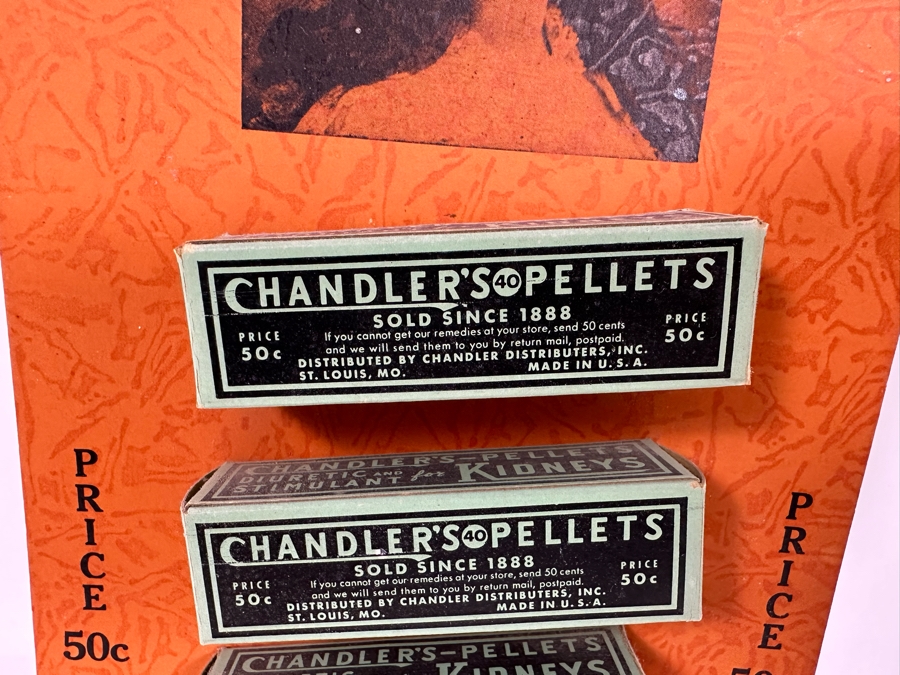 CHANDLER'S 40 PELLETS
SOLD SINCE 1888
PRICE
50c
If you cannot get our remedies at your store, send 50 cents
and we will send them to you by return mail, postpaid.
DISTRIBUTED BY CHANDLER DISTRIBUTERS, INC.
ST. LOUIS, MO. MADE IN U.S.A.
PRICE
50c
CHANDLER'S-PELLETS
DIURETIC AND STIMULANT for KIDNEYS
CHANDLER'S 40 PELLETS
SOLD SINCE 1888
PRICE
50c
If you cannot get our remedies at your store, send 50 cents
and we will send them to you by return mail, postpaid.
DISTRIBUTED BY CHANDLER DISTRIBUTERS, INC.
ST. LOUIS, MO. MADE IN U.S.A.
PRICE
50c
PRICE
50c
PRICE
CHANDLER'S-PELLETS
KIDNEYS